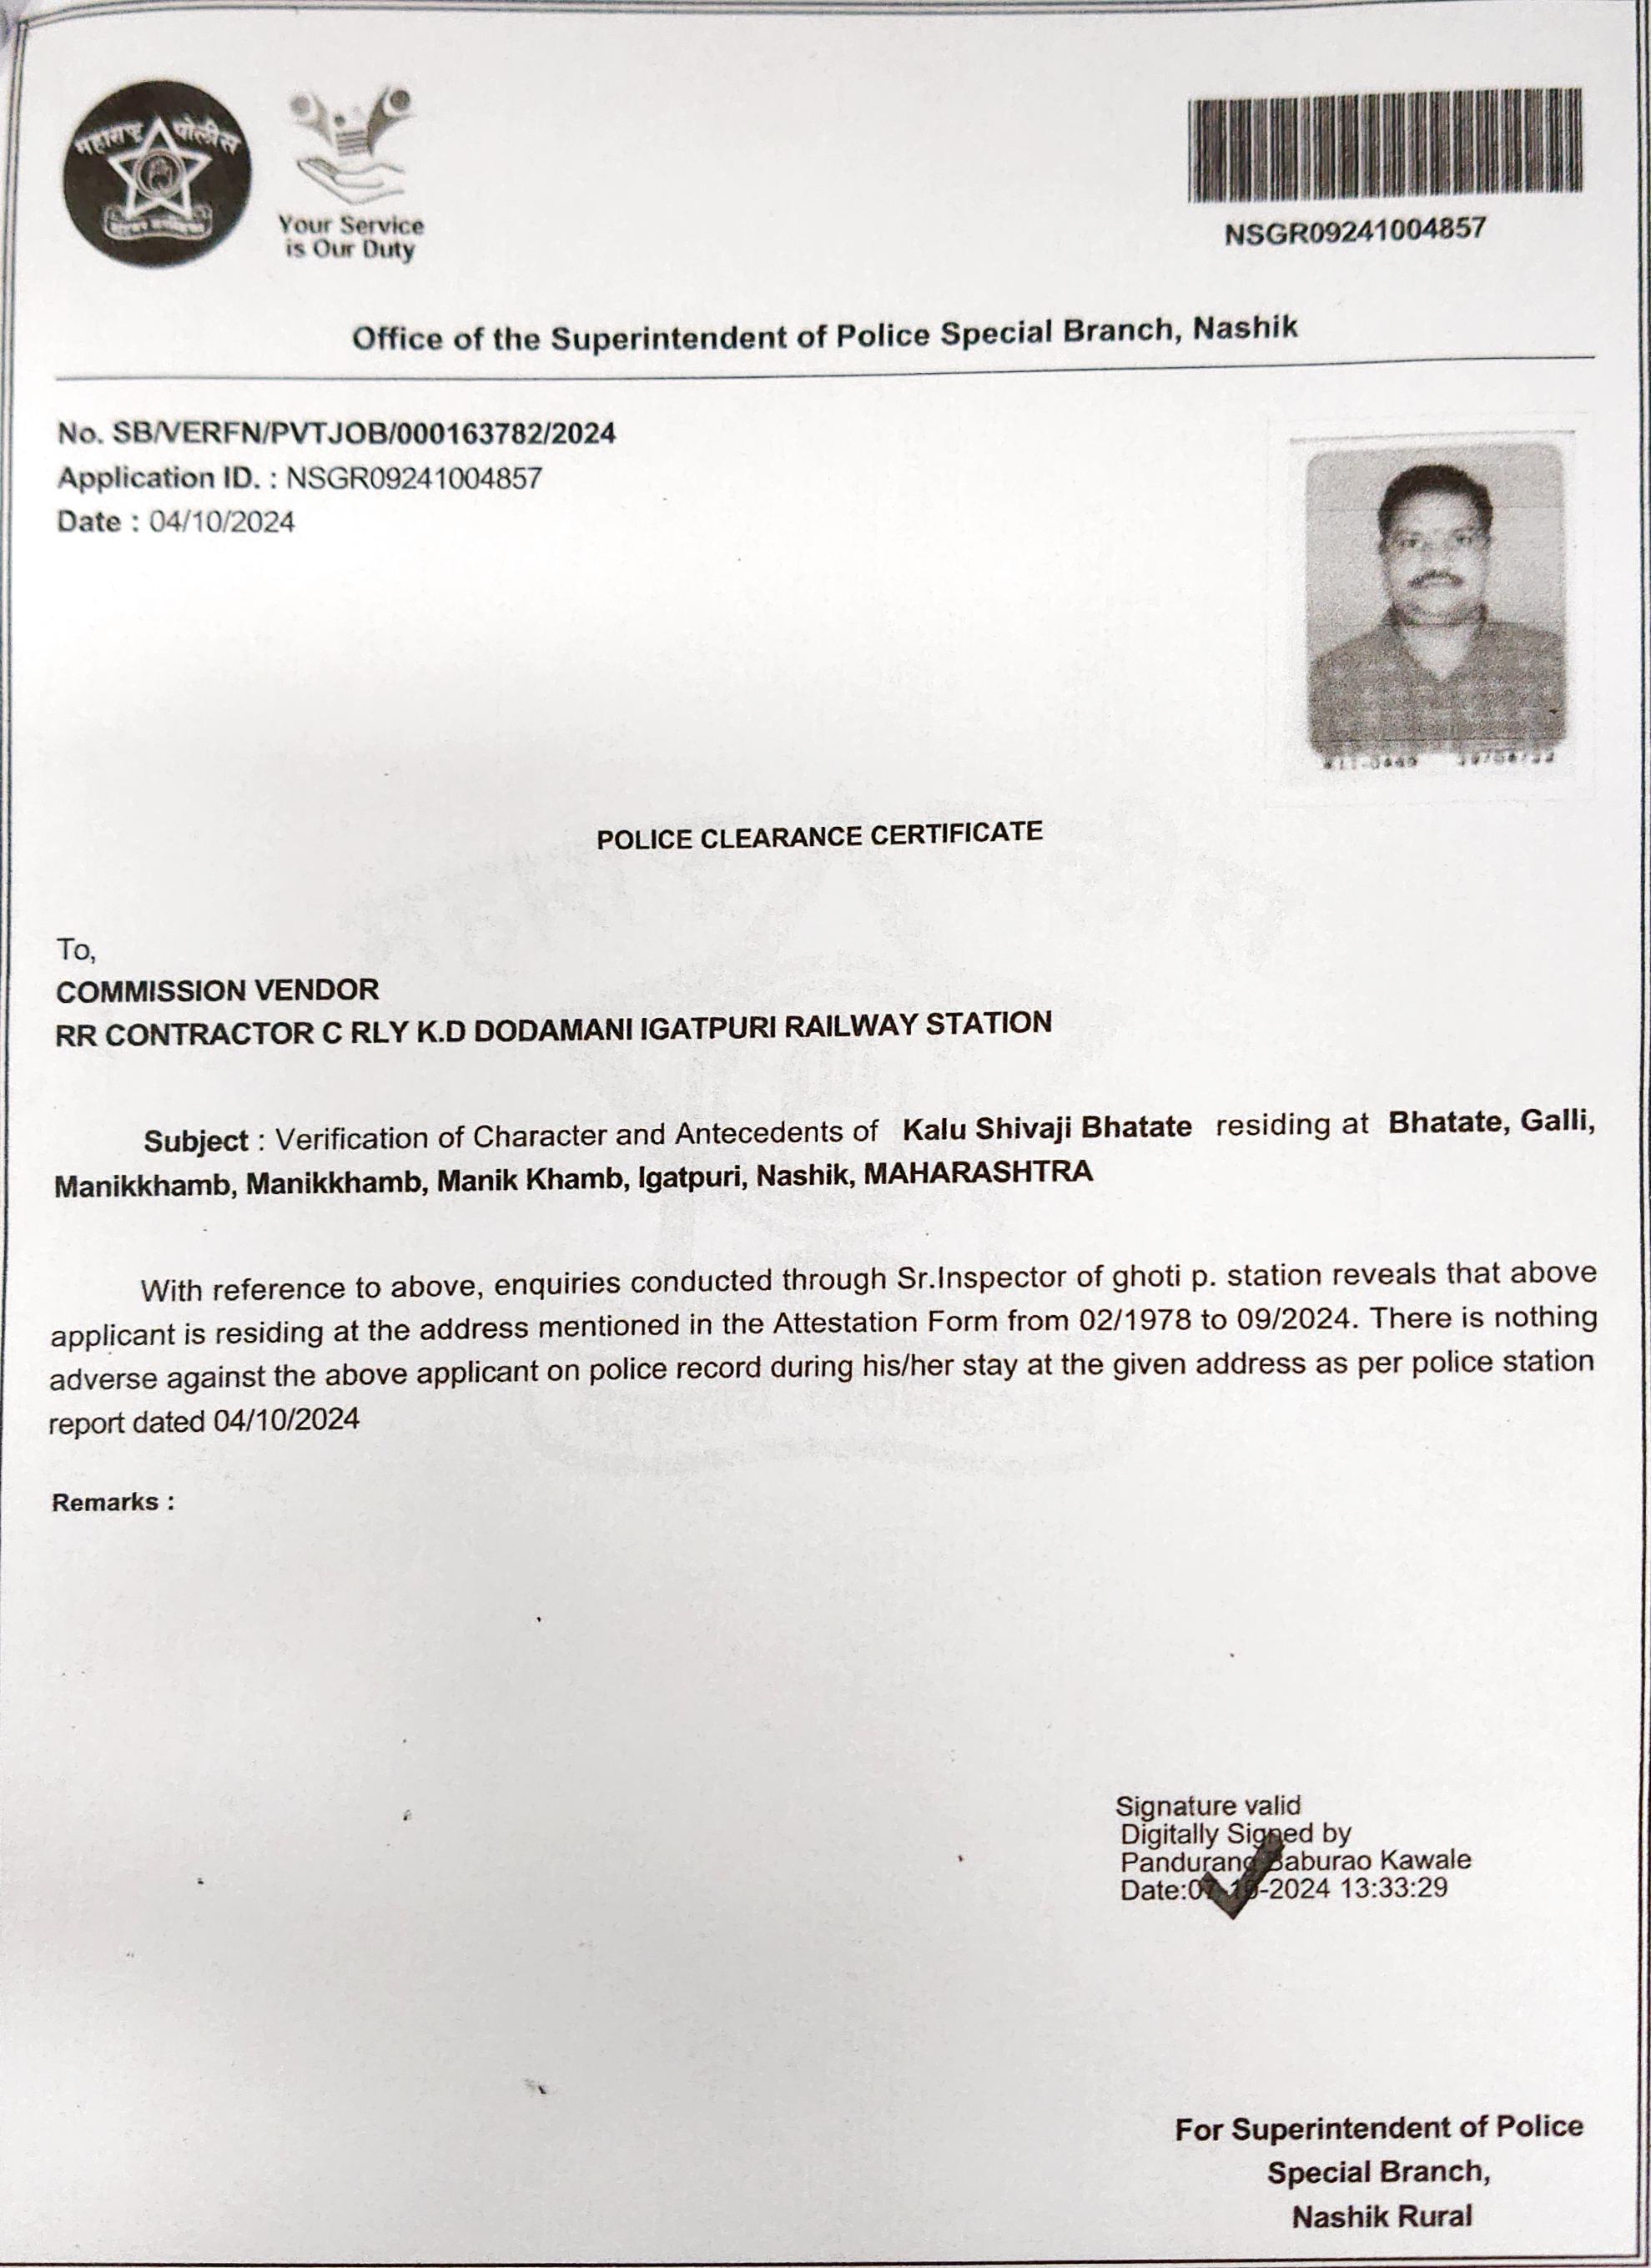 महाराष्ट्र पोलीस
Your Service
is Our Duty
NSGR09241004857
Office of the Superintendent of Police Special Branch, Nashik
No. SB/VERFN/PVTJOB/000163782/2024
Application ID. : NSGR09241004857
Date : 04/10/2024
POLICE CLEARANCE CERTIFICATE
To,
COMMISSION VENDOR
RR CONTRACTOR C RLY K.D DODAMANI IGATPURI RAILWAY STATION
Subject : Verification of Character and Antecedents of Kalu Shivaji Bhatate residing at Bhatate, Galli,
Manikkhamb, Manikkhamb, Manik Khamb, Igatpuri, Nashik, MAHARASHTRA
With reference to above, enquiries conducted through Sr.Inspector of ghoti p. station reveals that above
applicant is residing at the address mentioned in the Attestation Form from 02/1978 to 09/2024. There is nothing
adverse against the above applicant on police record during his/her stay at the given address as per police station
report dated 04/10/2024
Remarks :
Signature valid
Digitally Signed by
Pandurang Baburao Kawale
Date: -2024 13:33:29
For Superintendent of Police
Special Branch,
Nashik Rural